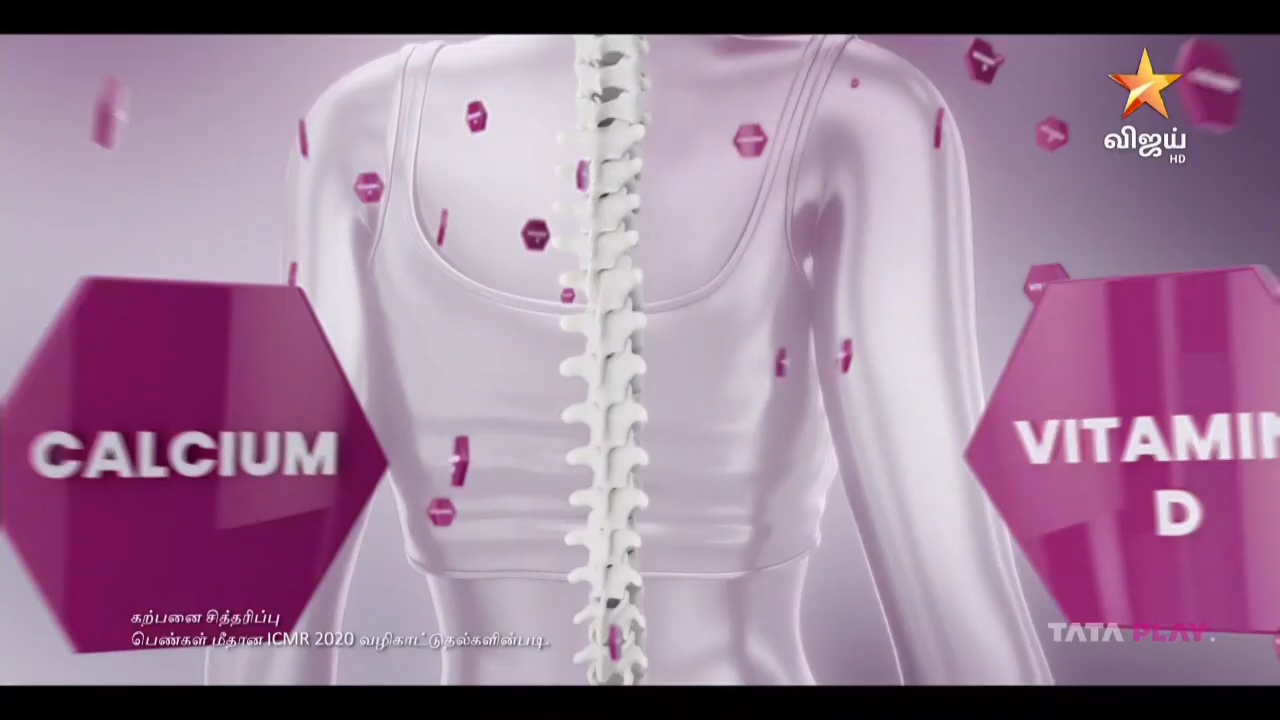 விஜய்
HD
CALCIUM
VITAMIN
D
கற்பனை சித்தரிப்பு
பெண்கள் மீதான ICMR 2020 வழிகாட்டுதல்களின்படி.
TATA PLAY.